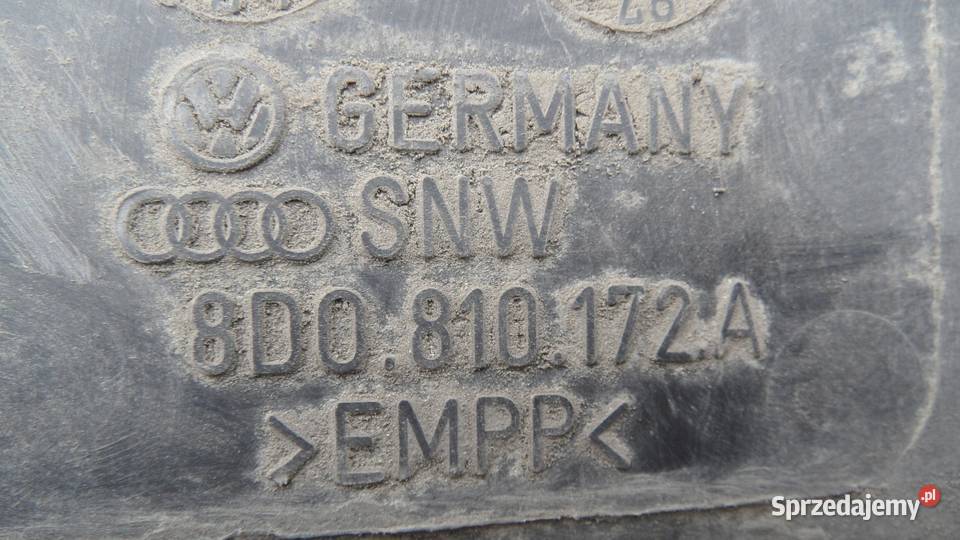 GERMANY
SNW
8D0.810.172.A
>EMPP<
Sprzedajemy.pl